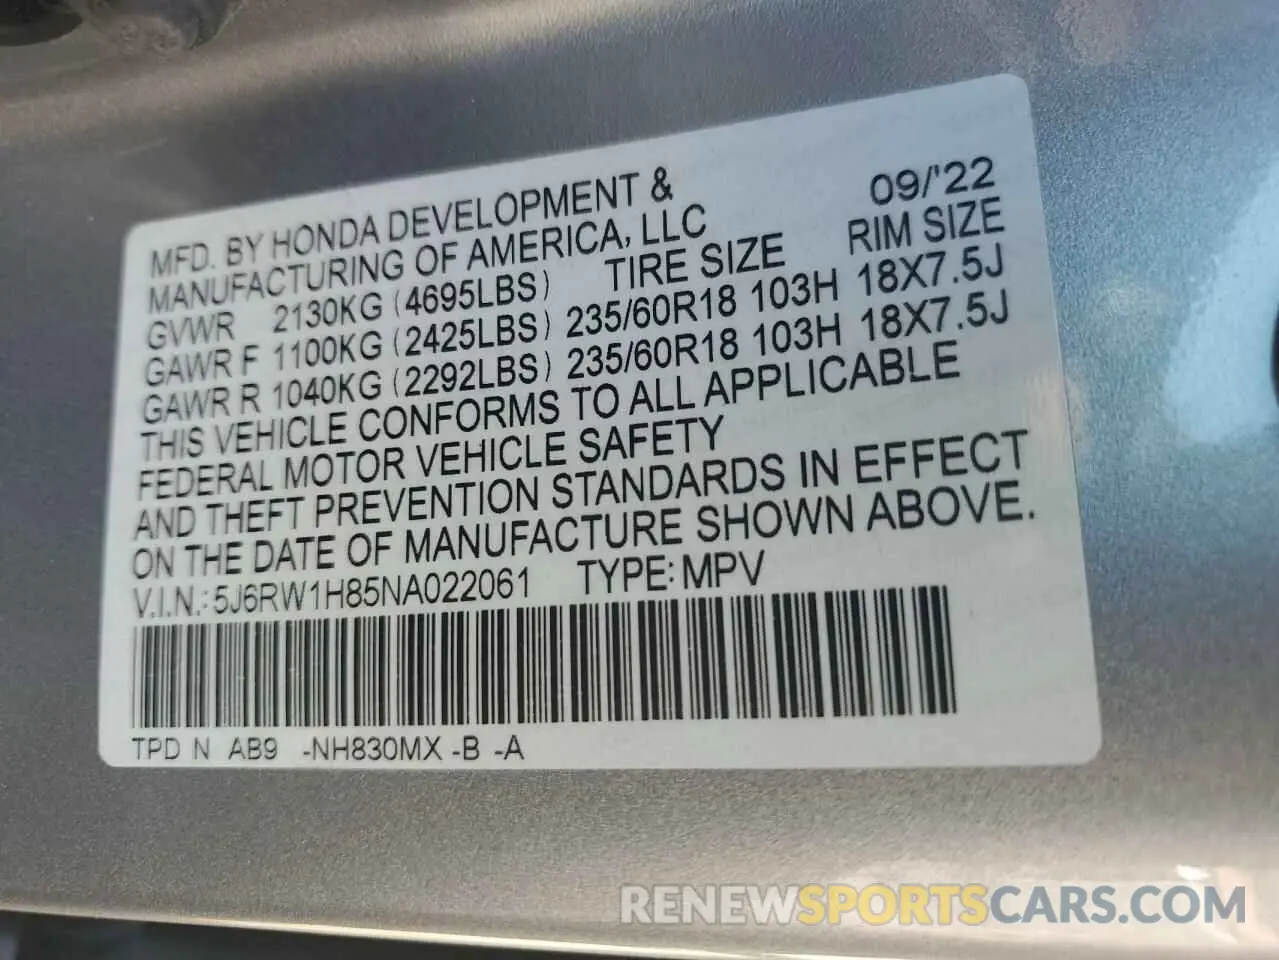 MFD. BY HONDA DEVELOPMENT & 09/'22
MANUFACTURING OF AMERICA, LLC
GVWR 2130KG (4695LBS) TIRE SIZE RIM SIZE
GAWR F 1100KG (2425LBS) 235/60R18 103H 18X7.5J
GAWR R 1040KG (2292LBS) 235/60R18 103H 18X7.5J
THIS VEHICLE CONFORMS TO ALL APPLICABLE
FEDERAL MOTOR VEHICLE SAFETY
AND THEFT PREVENTION STANDARDS IN EFFECT
ON THE DATE OF MANUFACTURE SHOWN ABOVE.
V.I.N.: 5J6RW1H85NA022061 TYPE: MPV
TPD N AB9 -NH830MX -B -A
RENEWSPORTSCARS.COM